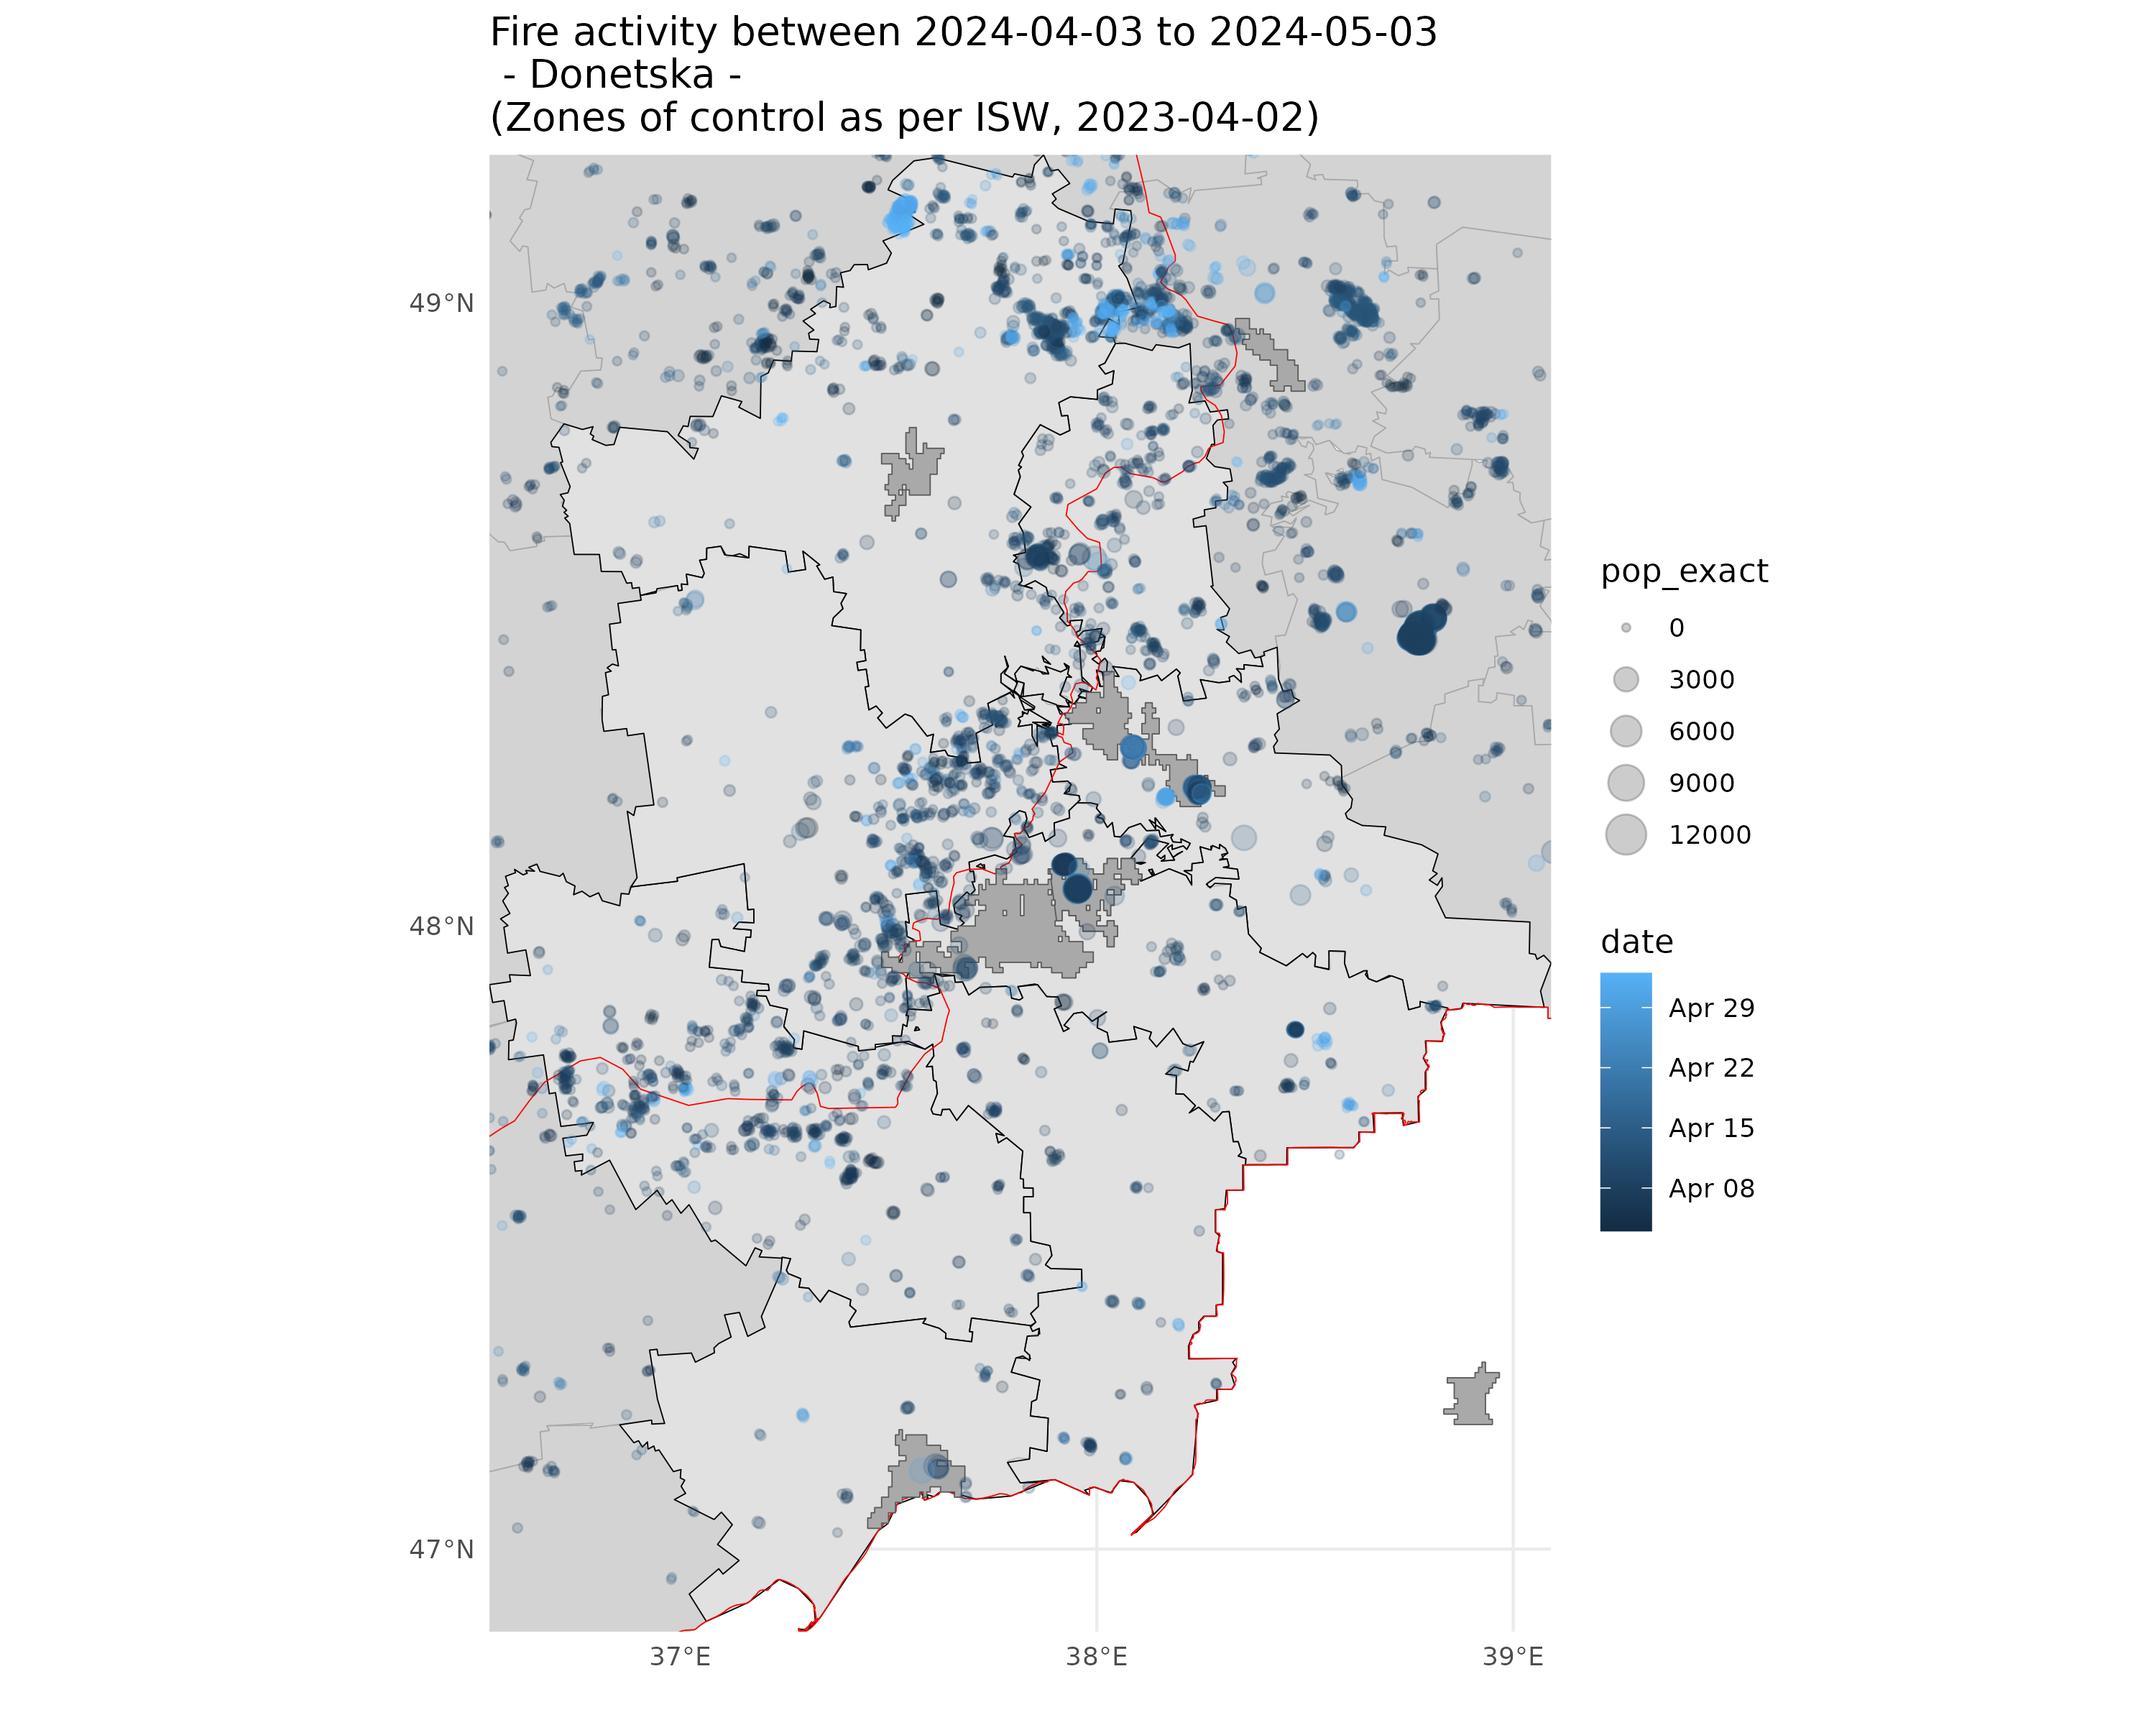 Fire activity between 2024-04-03 to 2024-05-03
- Donetska -
(Zones of control as per ISW, 2023-04-02)
49°N
48°N
47°N
37°E
38°E
39°E
pop_exact
0
3000
6000
9000
12000
date
Apr 29
Apr 22
Apr 15
Apr 08